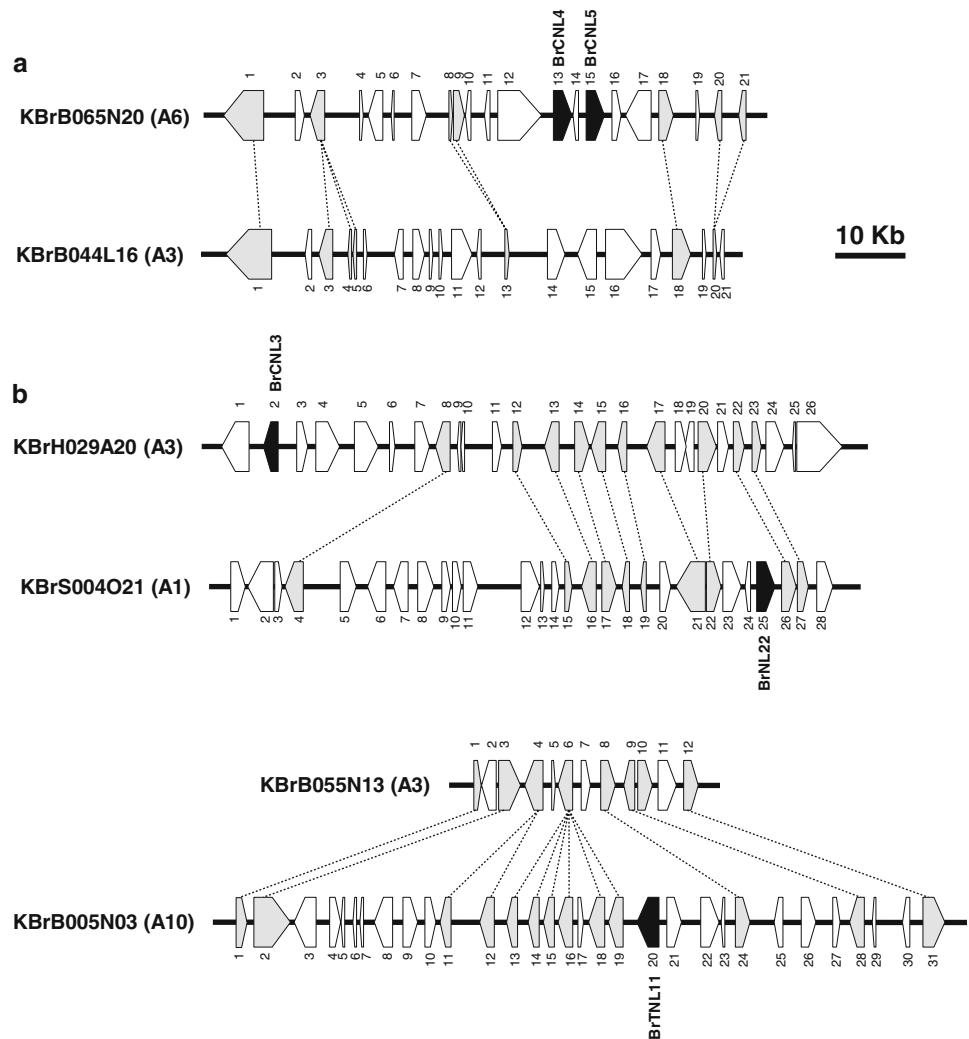 a
BrCNL4
BrCNL5
1 2 3 4 5 6 7 8 9 10 11 12 13 14 15 16 17 18 19 20 21
KBrB065N20 (A6)
KBrB044L16 (A3)
1 2 3 4 5 6 7 8 9 10 11 12 13 14 15 16 17 18 19 20 21
10 Kb
b
BrCNL3
1 2 3 4 5 6 7 8 9 10 11 12 13 14 15 16 17 18 19 20 21 22 23 24 25 26
KBrH029A20 (A3)
KBrS004O21 (A1)
1 2 3 4 5 6 7 8 9 10 11 12 13 14 15 16 17 18 19 20 21 22 23 24 25 26 27 28
BrNL22
1 2 3 4 5 6 7 8 9 10 11 12
KBrB055N13 (A3)
KBrB005N03 (A10)
1 2 3 4 5 6 7 8 9 10 11 12 13 14 15 16 17 18 19 20 21 22 23 24 25 26 27 28 29 30 31
BrTNL11